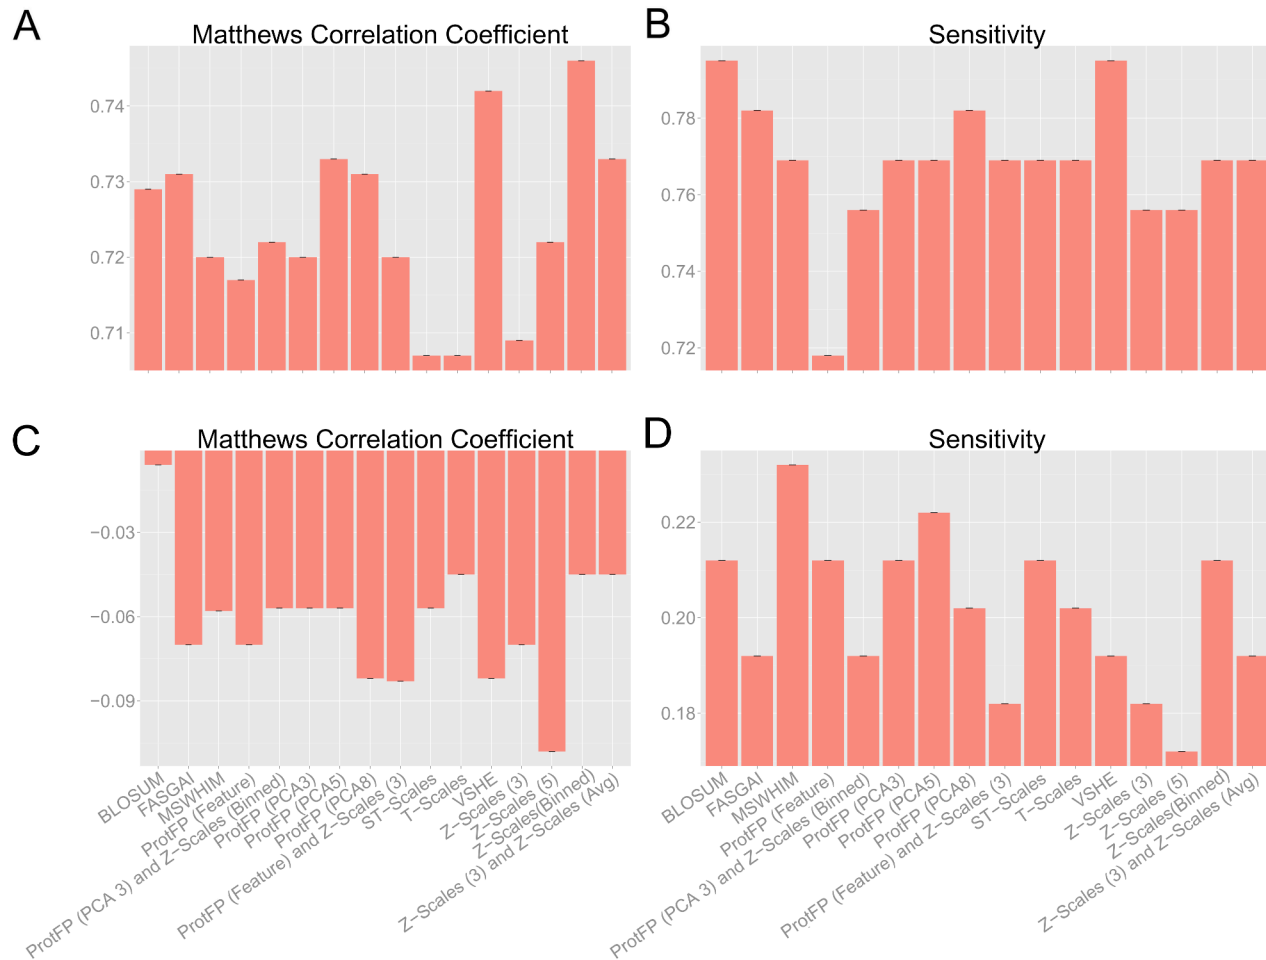 A
Matthews Correlation Coefficient
0.74
0.73
0.72
0.71
B
Sensitivity
0.78
0.76
0.74
0.72
C
Matthews Correlation Coefficient
−0.03
−0.06
−0.09
BLOSUM
FASGAI
MSWHIM
ProtFP (Feature)
ProtFP (PCA 3) and Z−Scales (Binned)
ProtFP (PCA3)
ProtFP (PCA5)
ProtFP (PCA8)
ProtFP (Feature) and Z−Scales (3)
ST−Scales
T−Scales
VSHE
Z−Scales (3)
Z−Scales (5)
Z−Scales(Binned)
Z−Scales (3) and Z−Scales (Avg)
D
Sensitivity
0.22
0.20
0.18
BLOSUM
FASGAI
MSWHIM
ProtFP (Feature)
ProtFP (PCA 3) and Z−Scales (Binned)
ProtFP (PCA3)
ProtFP (PCA5)
ProtFP (PCA8)
ProtFP (Feature) and Z−Scales (3)
ST−Scales
T−Scales
VSHE
Z−Scales (3)
Z−Scales (5)
Z−Scales(Binned)
Z−Scales (3) and Z−Scales (Avg)